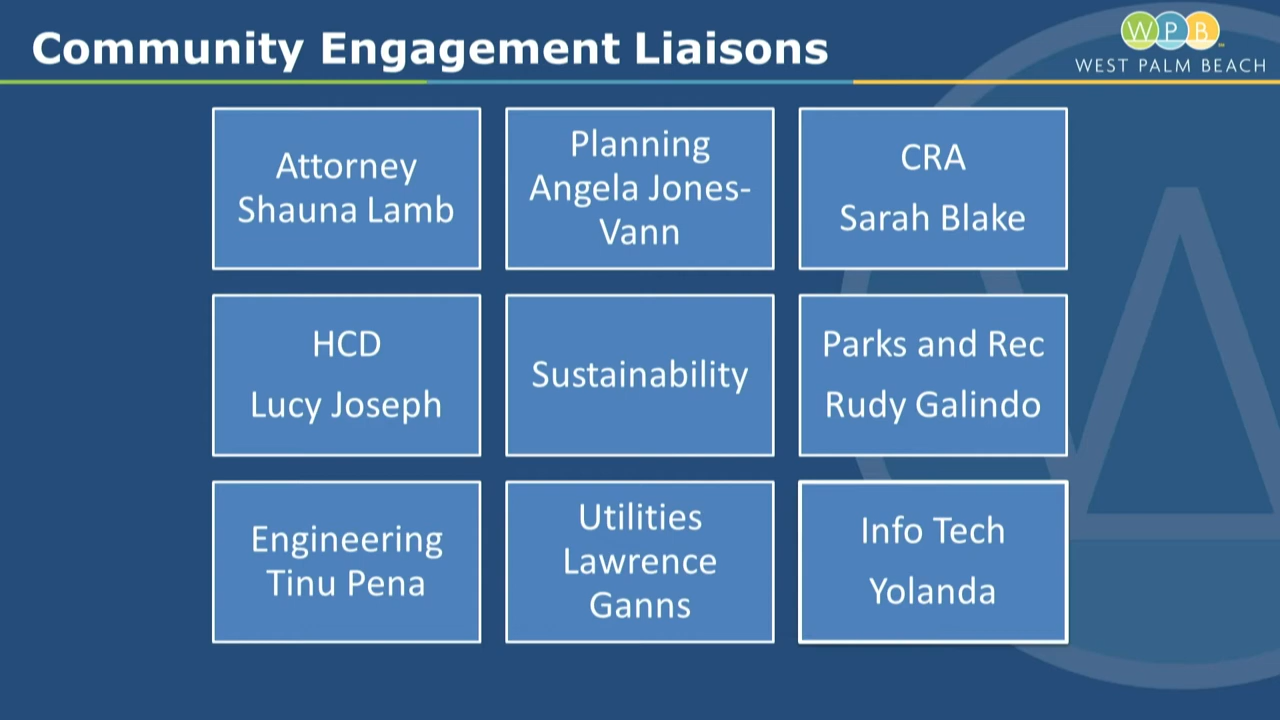 Community Engagement Liaisons
WPB
WEST PALM BEACH
Attorney
Shauna Lamb
Planning
Angela Jones-
Vann
CRA
Sarah Blake
HCD
Lucy Joseph
Sustainability
Parks and Rec
Rudy Galindo
Engineering
Tinu Pena
Utilities
Lawrence
Ganns
Info Tech
Yolanda